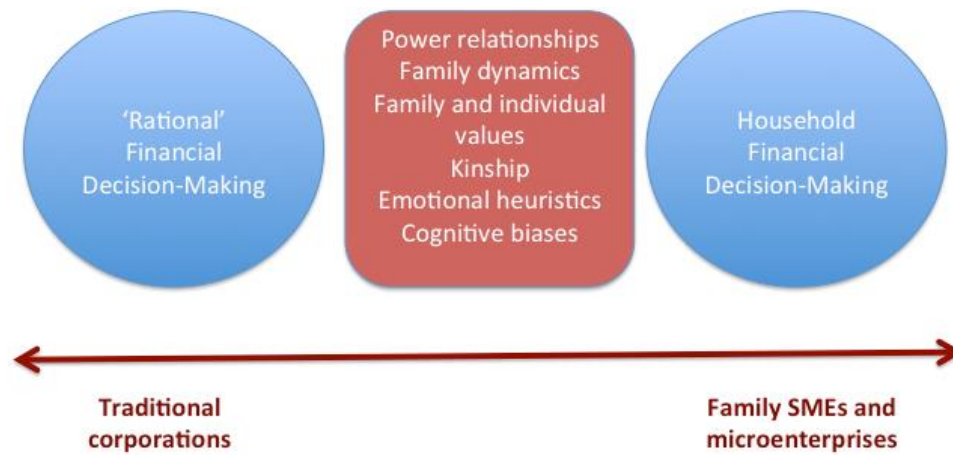 ‘Rational’
Financial
Decision-Making
Power relationships
Family dynamics
Family and individual
values
Kinship
Emotional heuristics
Cognitive biases
Household
Financial
Decision-Making
Traditional
corporations
Family SMEs and
microenterprises